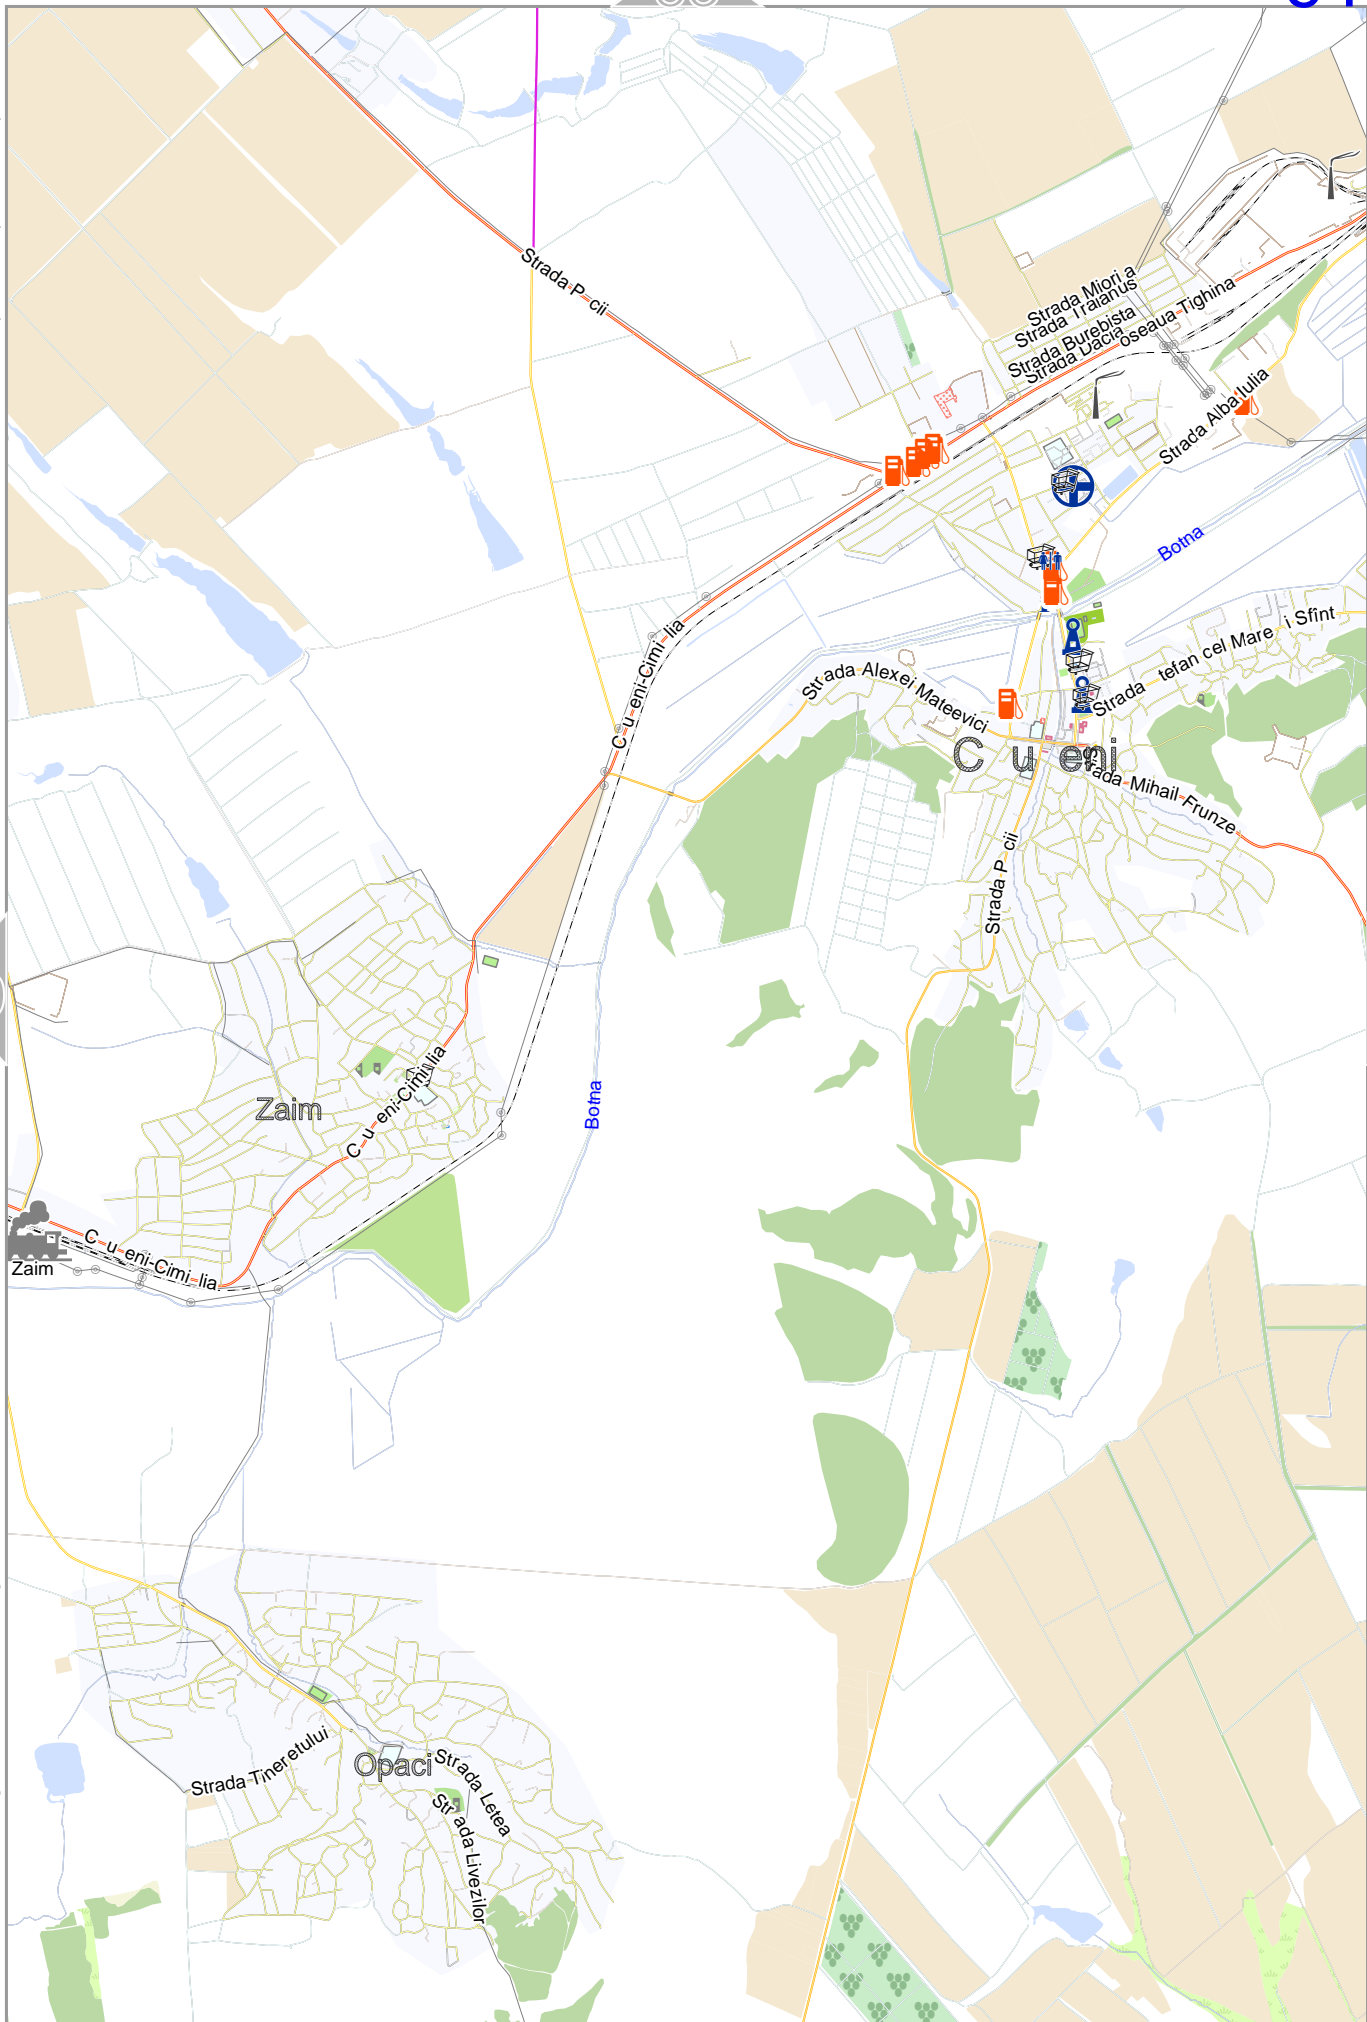 Strada P cii
Strada Miori a
Strada Traianus
Strada Burebista
Strada Dacia
oseaua Tighina
Strada Alba Iulia
Botna
C u eni-Cimi lia
Strada Alexei Mateevici
Strada tefan cel Mare i Sfint
C u eni
Strada Mihail Frunze
Strada P cii
C u eni-Cimi lia
Zaim
Botna
C u eni-Cimi lia
Zaim
Strada Tineretului
Opaci
Strada Letea
Strada Livezilor